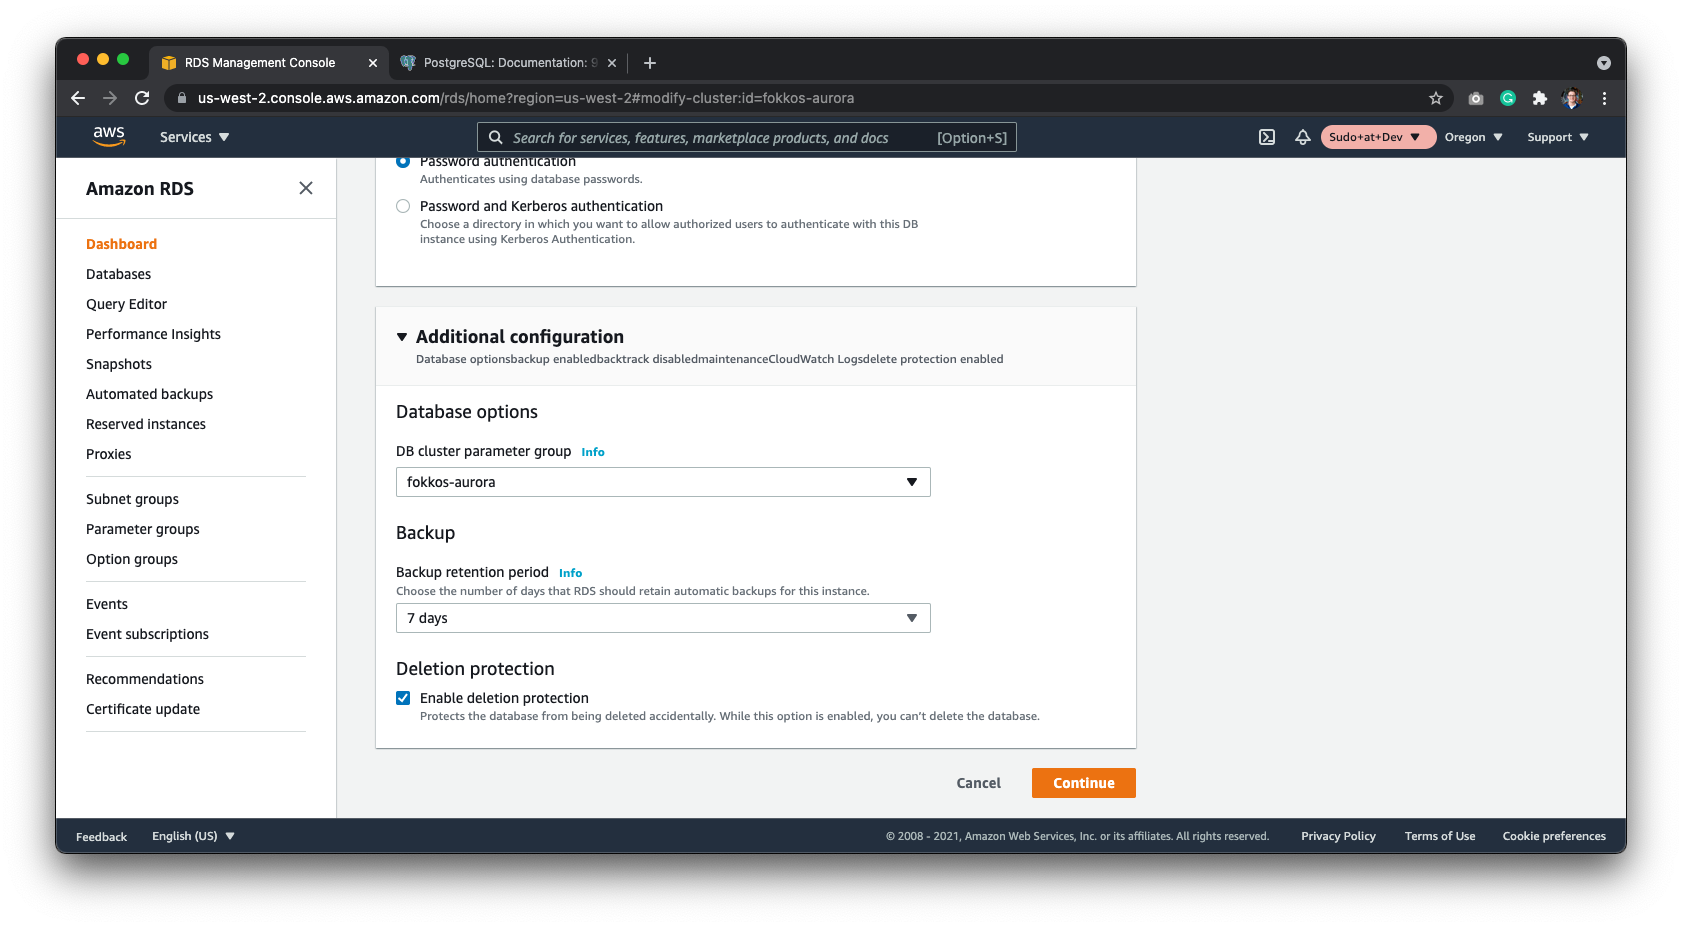 RDS Management Console
PostgreSQL: Documentation: 9
us-west-2.console.aws.amazon.com/rds/home?region=us-west-2#modify-cluster:id=fokkos-aurora
aws
Services
Search for services, features, marketplace products, and docs [Option+S]
Sudo+at+Dev
Oregon
Support
Amazon RDS
Dashboard
Databases
Query Editor
Performance Insights
Snapshots
Automated backups
Reserved instances
Proxies
Subnet groups
Parameter groups
Option groups
Events
Event subscriptions
Recommendations
Certificate update
Password authentication
Authenticates using database passwords.
Password and Kerberos authentication
Choose a directory in which you want to allow authorized users to authenticate with this DB
instance using Kerberos Authentication.
Additional configuration
Database optionsbackup enabledbacktrack disabledmaintenanceCloudWatch Logsdelete protection enabled
Database options
DB cluster parameter group Info
fokkos-aurora
Backup
Backup retention period Info
Choose the number of days that RDS should retain automatic backups for this instance.
7 days
Deletion protection
Enable deletion protection
Protects the database from being deleted accidentally. While this option is enabled, you can't delete the database.
Cancel
Continue
Feedback
English (US)
© 2008 - 2021, Amazon Web Services, Inc. or its affiliates. All rights reserved.
Privacy Policy
Terms of Use
Cookie preferences